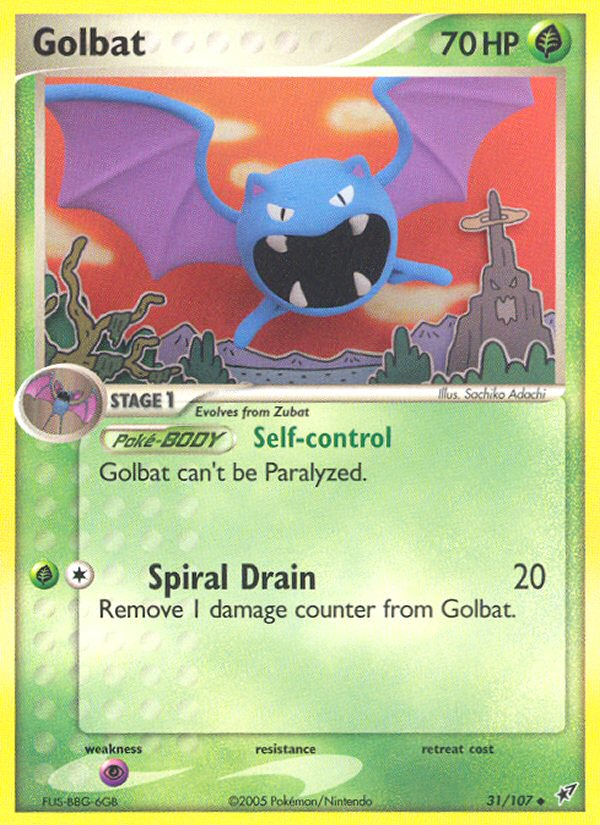 Golbat 70 HP
Illus. Sachiko Adachi
STAGE 1
Evolves from Zubat
Poké-BODY Self-control
Golbat can't be Paralyzed.
Spiral Drain 20
Remove 1 damage counter from Golbat.
weakness resistance retreat cost
FUS-BBG-6GB ©2005 Pokémon/Nintendo 31/107